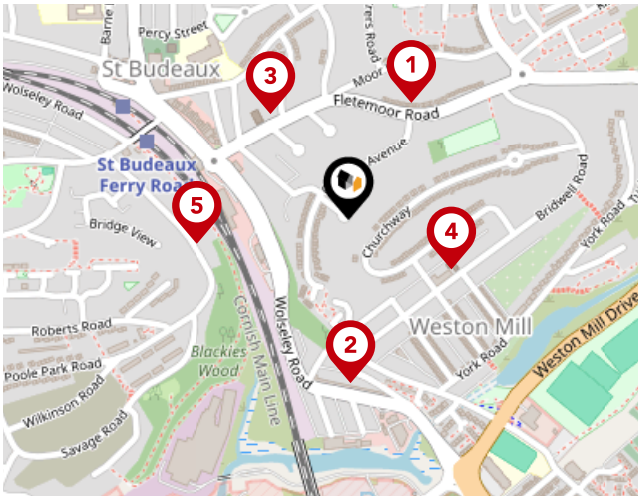 Barne
Percy Street
St Budeaux
Moor
1
3
Fletemoor Road
Wolseley Road
Avenue
St Budeaux
Ferry Road
5
Bridge View
Churchway
4
Bridwell Road
York Road
Roberts Road
Cornish Main Line
Wolseley Road
2
Weston Mill
Blackies
Wood
Poole Park Road
York Road
Weston Mill Drive
Wilkinson Road
Savage Road